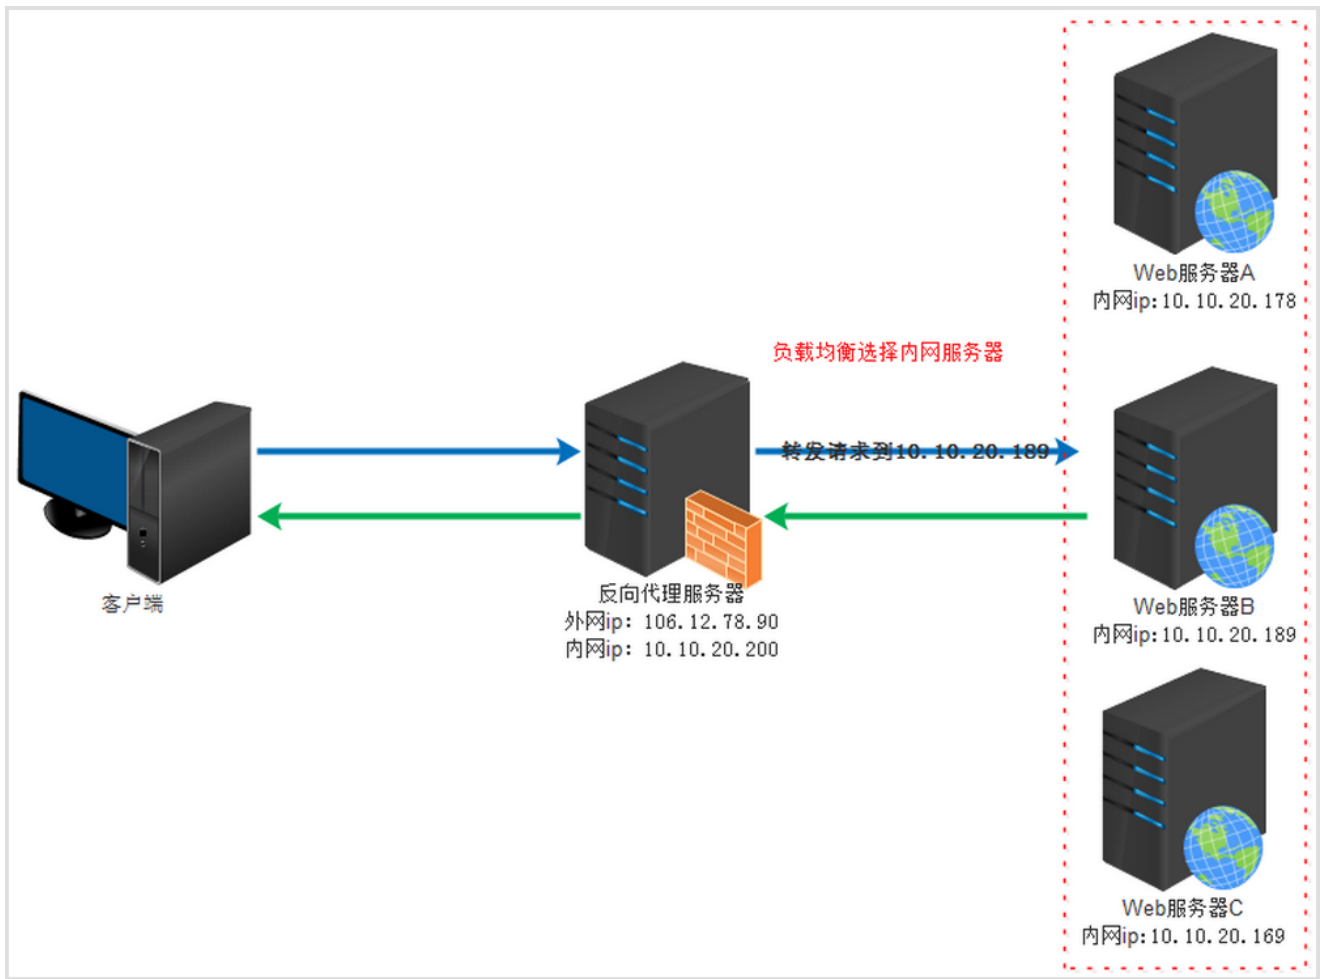 Web服务器A
内网ip:10.10.20.178
负载均衡选择内网服务器
转发请求到10.10.20.189
客户端
反向代理服务器
外网ip: 106.12.78.90
内网ip: 10.10.20.200
Web服务器B
内网ip:10.10.20.189
Web服务器C
内网ip:10.10.20.169